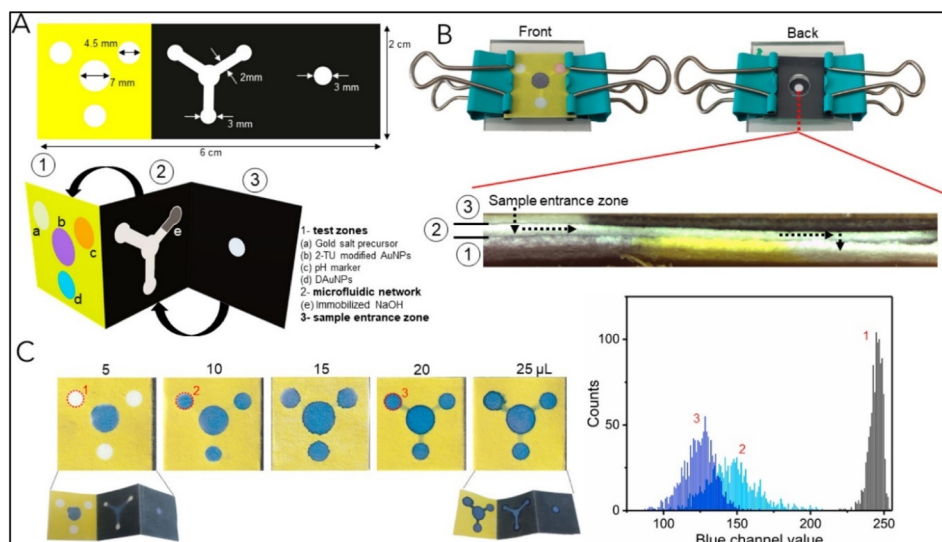 A
4.5 mm
7 mm
2mm
3 mm
3 mm
2 cm
6 cm
1
2
3
a
b
c
d
e
1- test zones
(a) Gold salt precursor
(b) 2-TU modified AuNPs
(c) pH marker
(d) DAuNPs
2- microfluidic network
(e) Immobilized NaOH
3- sample entrance zone
B
Front
Back
3
2
1
Sample entrance zone
C
5
10
15
20
25 µL
1
2
3
Counts
100
50
0
1
3
2
100
150
200
250
Blue channel value